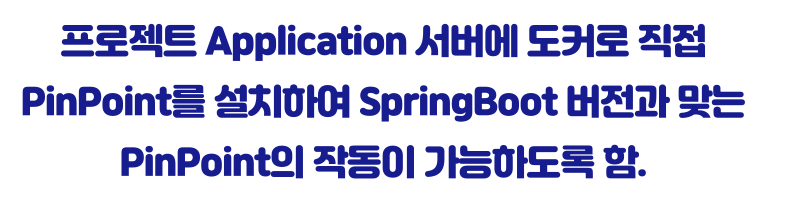 프로젝트 Application 서버에 도커로 직접
PinPoint를 설치하여 SpringBoot 버전과 맞는
PinPoint의 작동이 가능하도록 함.